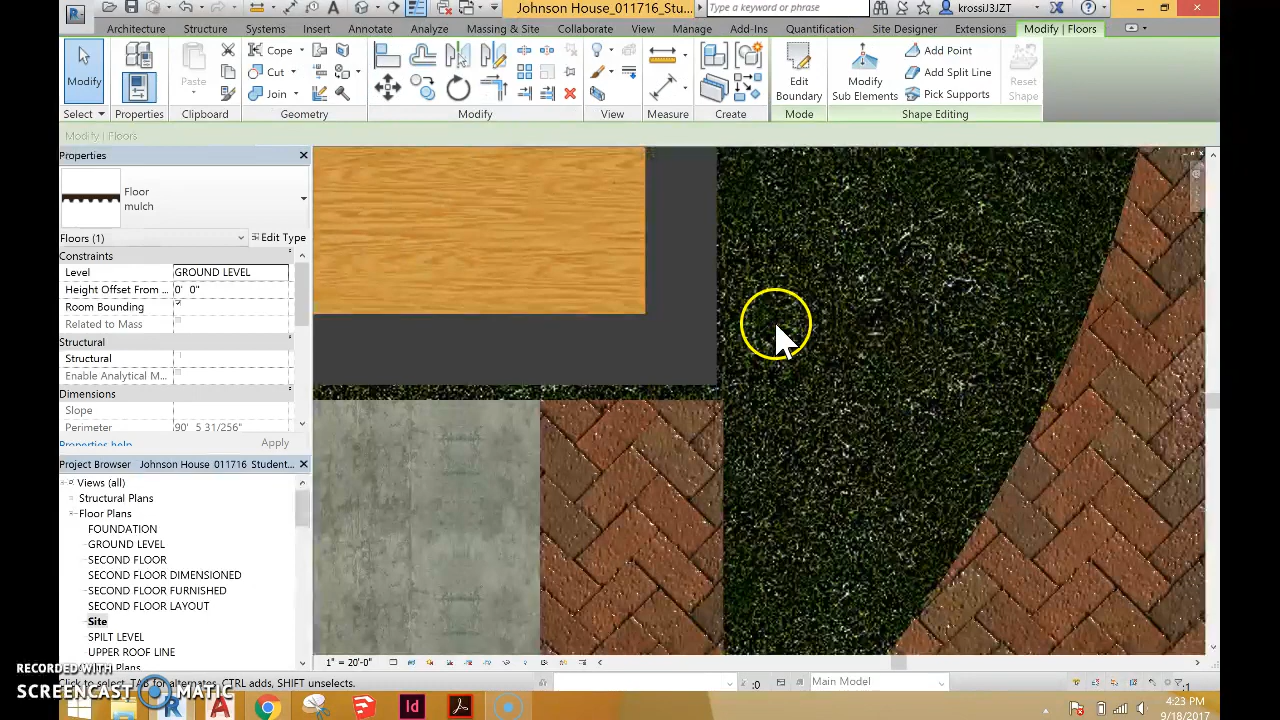 Johnson House_011716_Stu...
Type a keyword or phrase
krossiJ3JZT
Architecture Structure Systems Insert Annotate Analyze Massing & Site Collaborate View Manage Add-Ins Quantification Site Designer Extensions Modify | Floors
Modify
Paste
Cope
Cut
Join
Edit Boundary
Modify Sub Elements
Add Point
Add Split Line
Pick Supports
Reset Shape
Select Properties Clipboard Geometry Modify View Measure Create Mode Shape Editing
Modify | Floors
Properties
Floor
mulch
Floors (1) Edit Type
Constraints
Level GROUND LEVEL
Height Offset From ... 0' 0"
Room Bounding
Related to Mass
Structural
Structural
Enable Analytical M...
Dimensions
Slope
Perimeter 90' 5 31/256"
Properties help Apply
Project Browser Johnson House 011716 Student...
Views (all)
Structural Plans
Floor Plans
FOUNDATION
GROUND LEVEL
SECOND FLOOR
SECOND FLOOR DIMENSIONED
SECOND FLOOR FURNISHED
SECOND FLOOR LAYOUT
Site
SPILT LEVEL
UPPER ROOF LINE
1" = 20'-0"
RECORDED WITH
SCREENCAST MATIC
Click to select, TAB for alternates, CTRL adds, SHIFT unselects.
:0
Main Model
:1
4:23 PM
9/18/2017